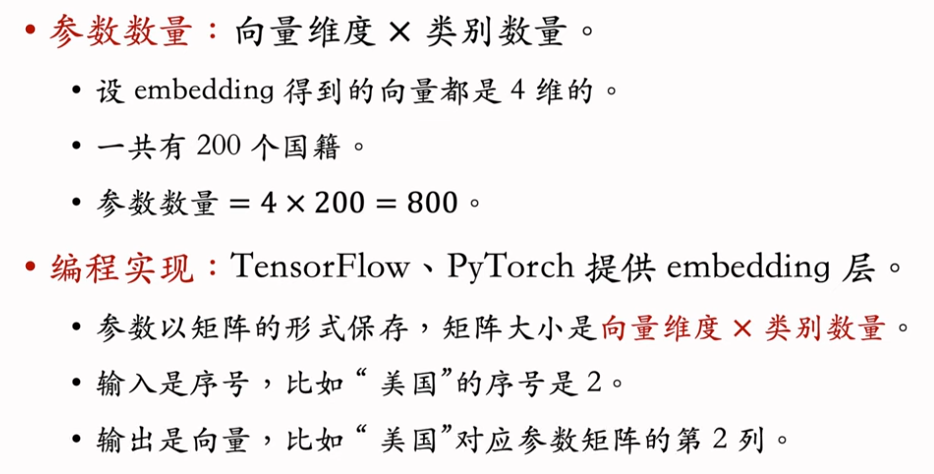 • 参数数量：向量维度 × 类别数量。
• 设 embedding 得到的向量都是 4 维的。
• 一共有 200 个国籍。
• 参数数量 = 4 × 200 = 800。
• 编程实现：TensorFlow、PyTorch 提供 embedding 层。
• 参数以矩阵的形式保存，矩阵大小是向量维度 × 类别数量。
• 输入是序号，比如 “ 美国”的序号是 2。
• 输出是向量，比如 “ 美国”对应参数矩阵的第 2 列。